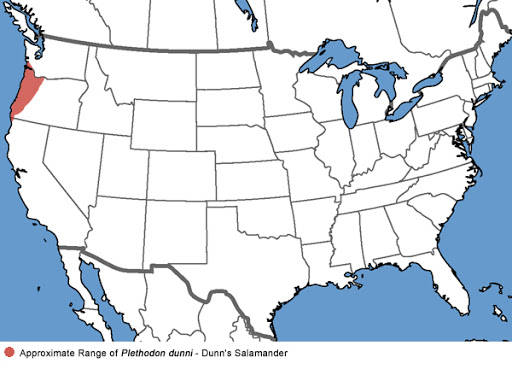 Approximate Range of Plethodon dunni - Dunn's Salamander